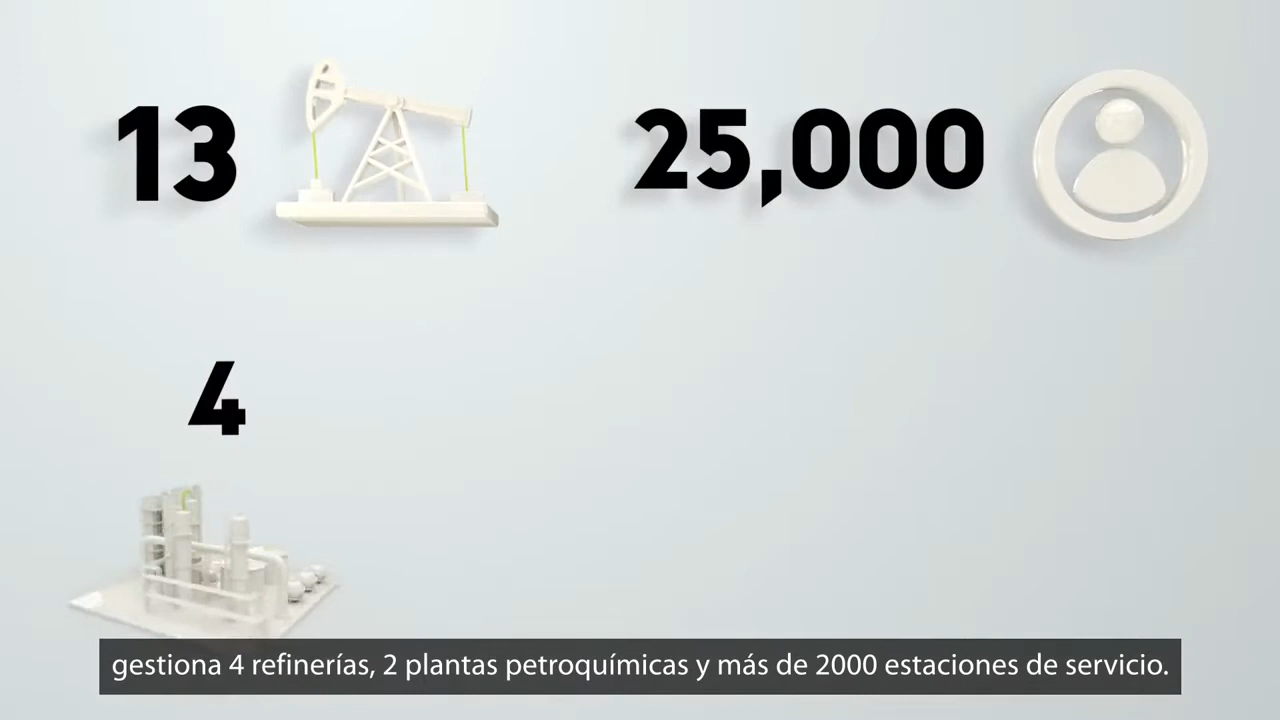 13
25,000
4
gestiona 4 refinerías, 2 plantas petroquímicas y más de 2000 estaciones de servicio.